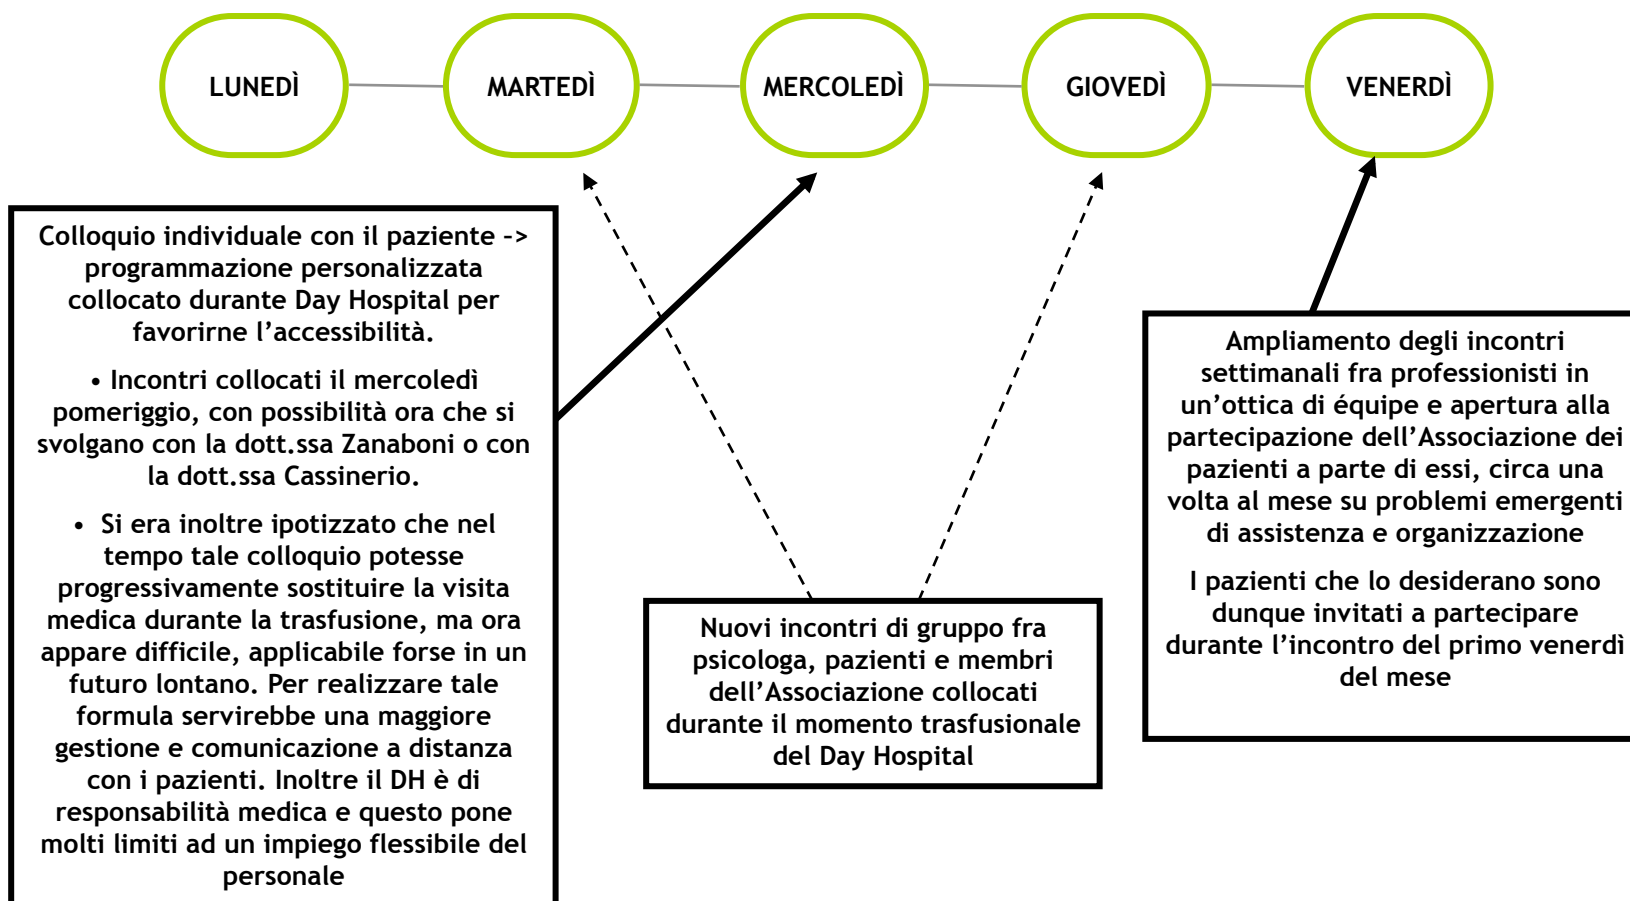 LUNEDÌ
MARTEDÌ
MERCOLEDÌ
GIOVEDÌ
VENERDÌ
Colloquio individuale con il paziente ->
programmazione personalizzata
collocato durante Day Hospital per
favorirne l’accessibilità.
• Incontri collocati il mercoledì
pomeriggio, con possibilità ora che si
svolgano con la dott.ssa Zanaboni o con
la dott.ssa Cassinerio.
• Si era inoltre ipotizzato che nel
tempo tale colloquio potesse
progressivamente sostituire la visita
medica durante la trasfusione, ma ora
appare difficile, applicabile forse in un
futuro lontano. Per realizzare tale
formula servirebbe una maggiore
gestione e comunicazione a distanza
con i pazienti. Inoltre il DH è di
responsabilità medica e questo pone
molti limiti ad un impiego flessibile del
personale
Nuovi incontri di gruppo fra
psicologa, pazienti e membri
dell’Associazione collocati
durante il momento trasfusionale
del Day Hospital
Ampliamento degli incontri
settimanali fra professionisti in
un’ottica di équipe e apertura alla
partecipazione dell’Associazione dei
pazienti a parte di essi, circa una
volta al mese su problemi emergenti
di assistenza e organizzazione
I pazienti che lo desiderano sono
dunque invitati a partecipare
durante l’incontro del primo venerdì
del mese